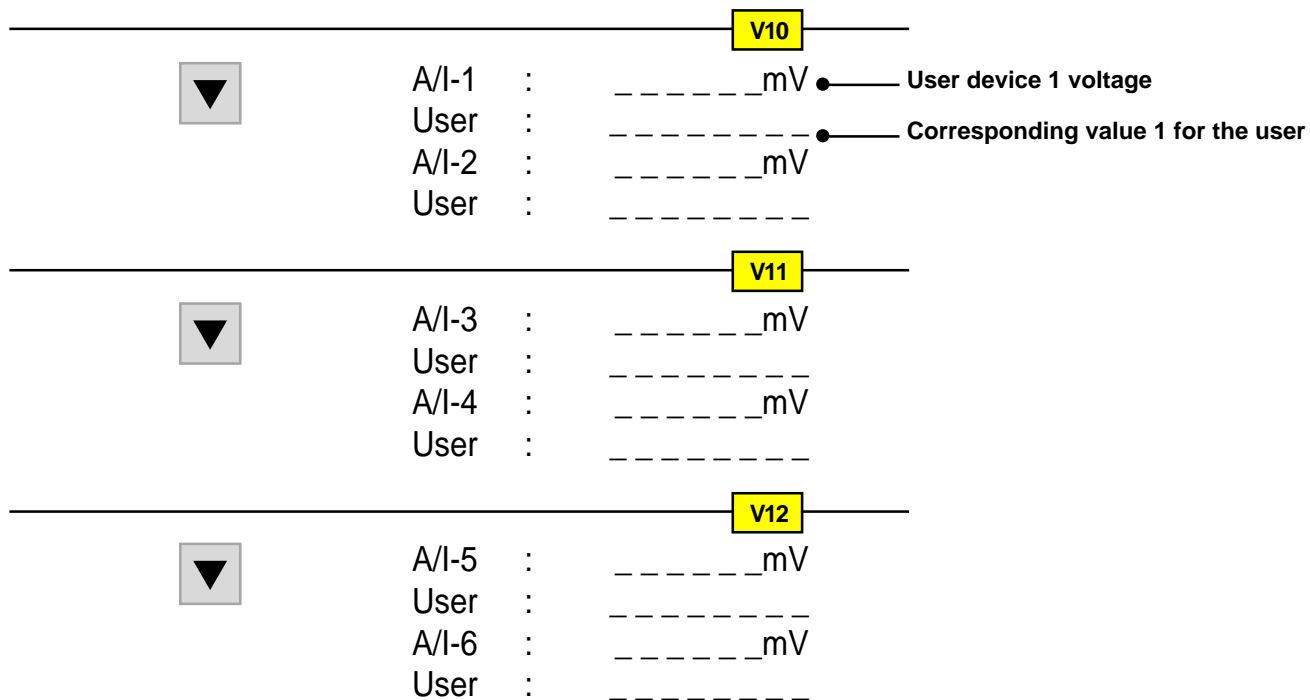 V10
A/I-1 : _ _ _ _ _ _mV User device 1 voltage
User : _ _ _ _ _ _ _ _ Corresponding value 1 for the user
A/I-2 : _ _ _ _ _ _mV
User : _ _ _ _ _ _ _ _
V11
A/I-3 : _ _ _ _ _ _mV
User : _ _ _ _ _ _ _ _
A/I-4 : _ _ _ _ _ _mV
User : _ _ _ _ _ _ _ _
V12
A/I-5 : _ _ _ _ _ _mV
User : _ _ _ _ _ _ _ _
A/I-6 : _ _ _ _ _ _mV
User : _ _ _ _ _ _ _ _